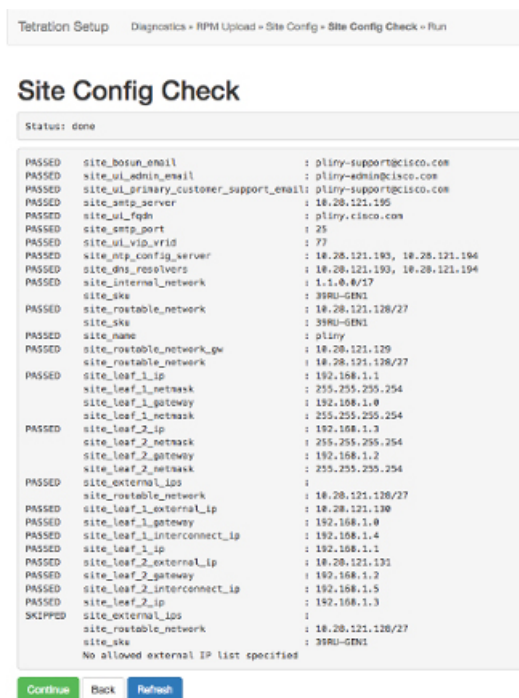 Tetration Setup Diagnostics » RPM Upload » Site Config » Site Config Check » Run
Site Config Check
Status: done
PASSED site_bosun_email : pliny-support@cisco.com
PASSED site_ui_admin_email : pliny-admin@cisco.com
PASSED site_ui_primary_customer_support_email: pliny-support@cisco.com
PASSED site_smtp_server : 10.28.121.195
PASSED site_ui_fqdn : pliny.cisco.com
PASSED site_smtp_port : 25
PASSED site_ui_vip_vrid : 77
PASSED site_ntp_config_server : 10.28.121.193, 10.28.121.194
PASSED site_dns_resolvers : 10.28.121.193, 10.28.121.194
PASSED site_internal_network : 1.1.0.0/17
site_sku : 39RU-GEN1
PASSED site_routable_network : 10.28.121.128/27
site_sku : 39RU-GEN1
PASSED site_name : pliny
PASSED site_routable_network_gw : 10.28.121.129
site_routable_network : 10.28.121.128/27
PASSED site_leaf_1_ip : 192.168.1.1
site_leaf_1_netmask : 255.255.255.254
site_leaf_1_gateway : 192.168.1.0
site_leaf_1_netmask : 255.255.255.254
PASSED site_leaf_2_ip : 192.168.1.3
site_leaf_2_netmask : 255.255.255.254
site_leaf_2_gateway : 192.168.1.2
site_leaf_2_netmask : 255.255.255.254
PASSED site_external_ips :
site_routable_network : 10.28.121.128/27
PASSED site_leaf_1_external_ip : 10.28.121.130
PASSED site_leaf_1_gateway : 192.168.1.0
PASSED site_leaf_1_interconnect_ip : 192.168.1.4
PASSED site_leaf_1_ip : 192.168.1.1
PASSED site_leaf_2_external_ip : 10.28.121.131
PASSED site_leaf_2_gateway : 192.168.1.2
PASSED site_leaf_2_interconnect_ip : 192.168.1.5
PASSED site_leaf_2_ip : 192.168.1.3
SKIPPED site_external_ips :
site_routable_network : 10.28.121.128/27
site_sku : 39RU-GEN1
No allowed external IP list specified
Continue Back Refresh